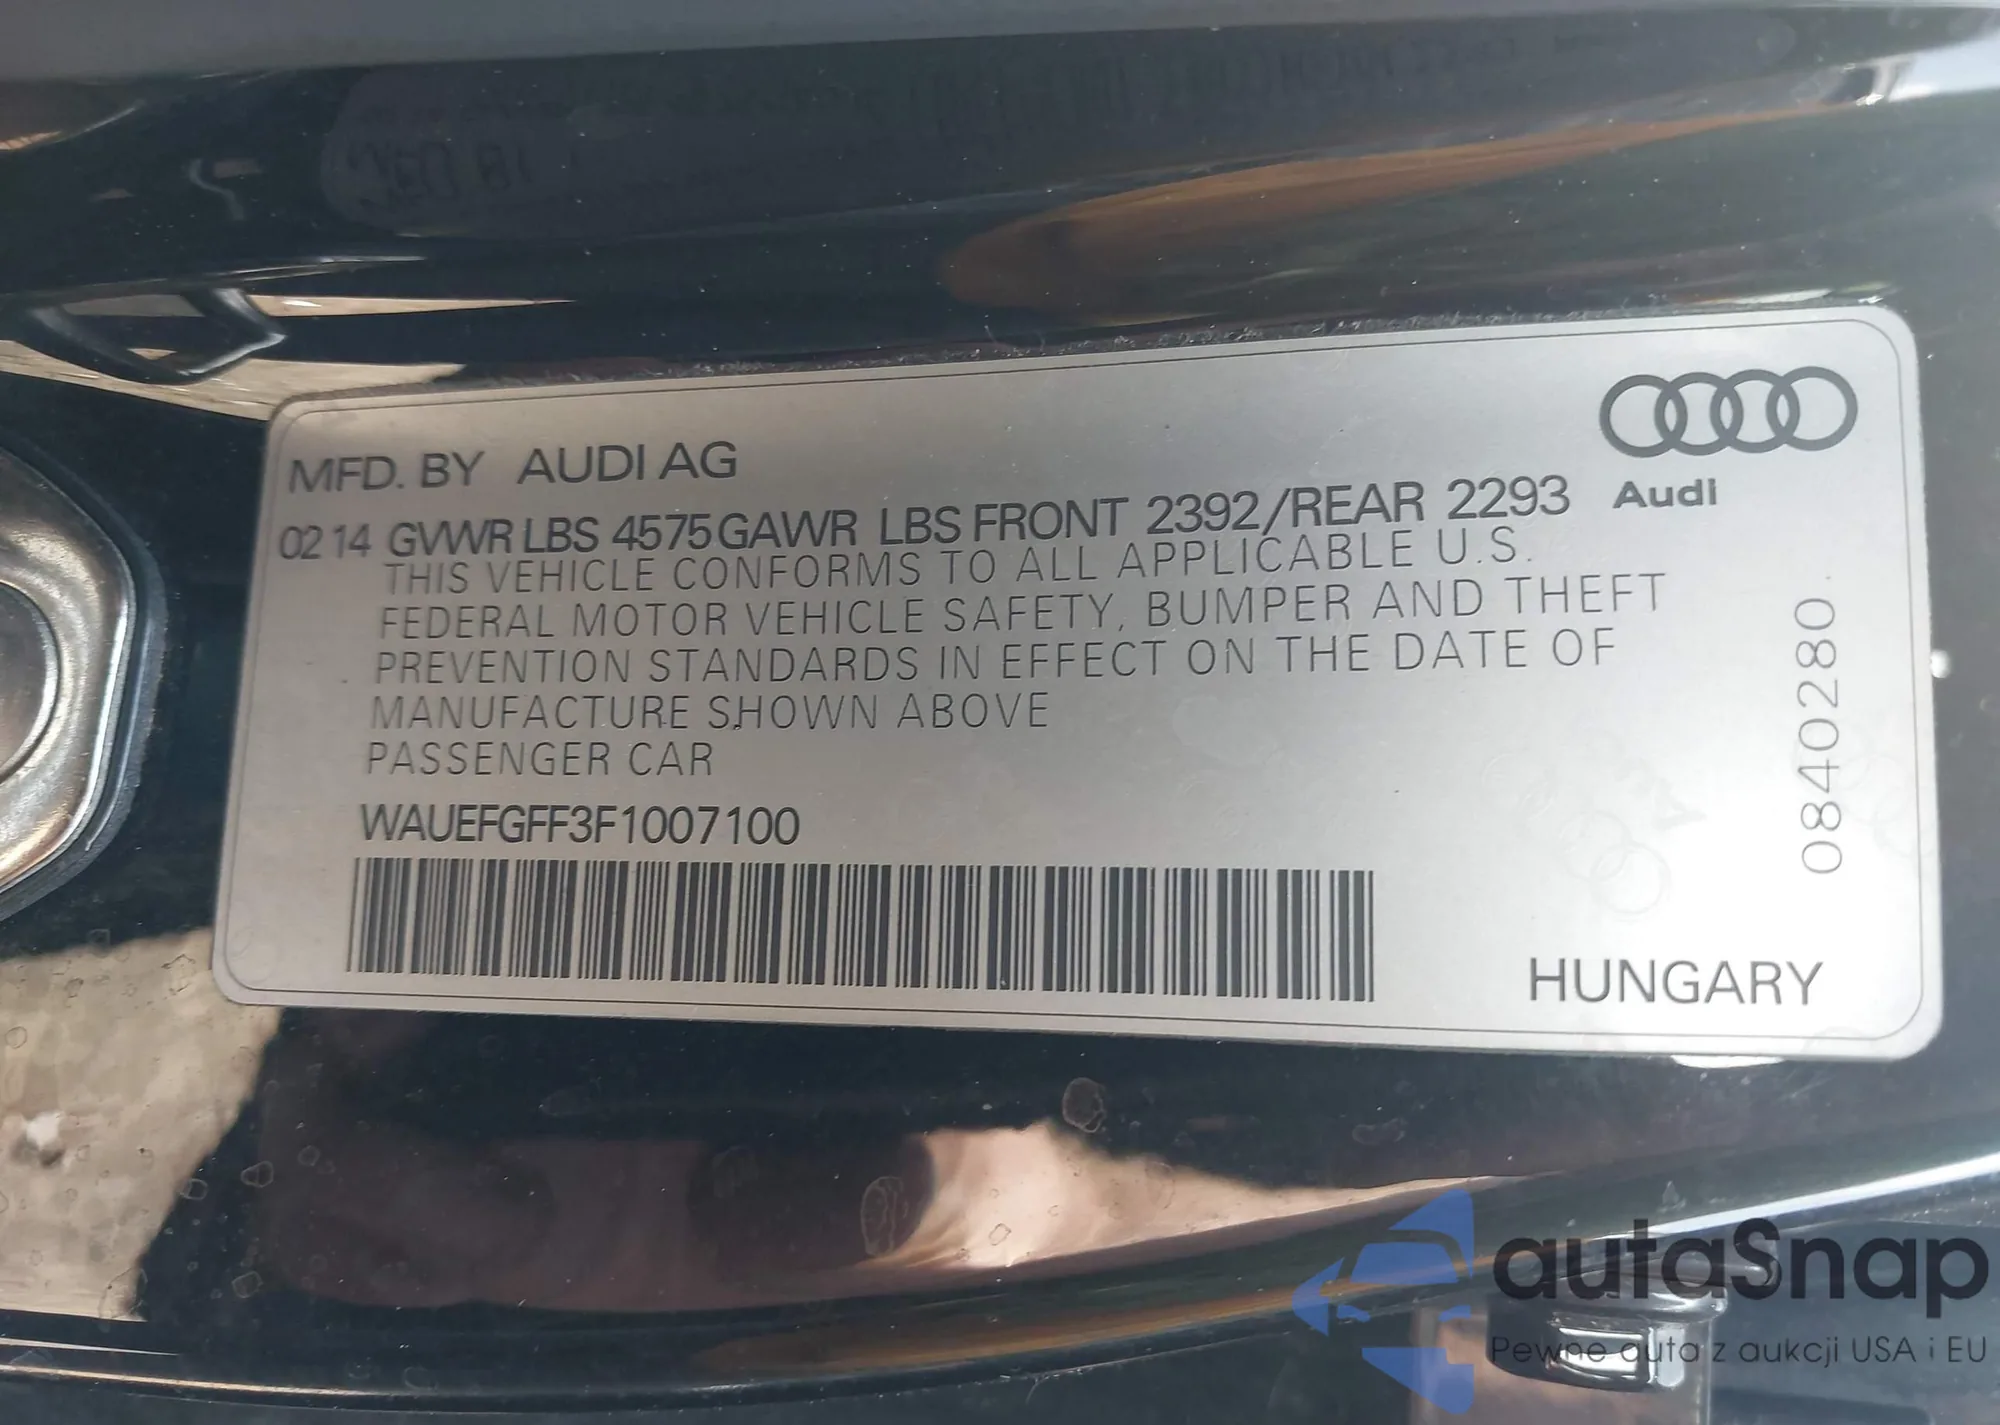 MFD. BY AUDI AG
02 14 GVWR LBS 4575 GAWR LBS FRONT 2392/REAR 2293
Audi
THIS VEHICLE CONFORMS TO ALL APPLICABLE U.S.
FEDERAL MOTOR VEHICLE SAFETY, BUMPER AND THEFT
PREVENTION STANDARDS IN EFFECT ON THE DATE OF
MANUFACTURE SHOWN ABOVE
PASSENGER CAR
WAUEFGFF3F1007100
0840280.
HUNGARY
autaSnap
Pewne auta z aukcji USA i EU